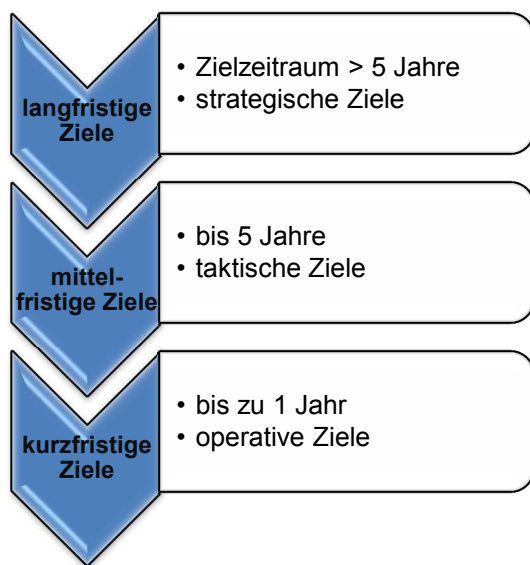 langfristige
Ziele
• Zielzeitraum > 5 Jahre
• strategische Ziele
mittel-
fristige Ziele
• bis 5 Jahre
• taktische Ziele
kurzfristige
Ziele
• bis zu 1 Jahr
• operative Ziele